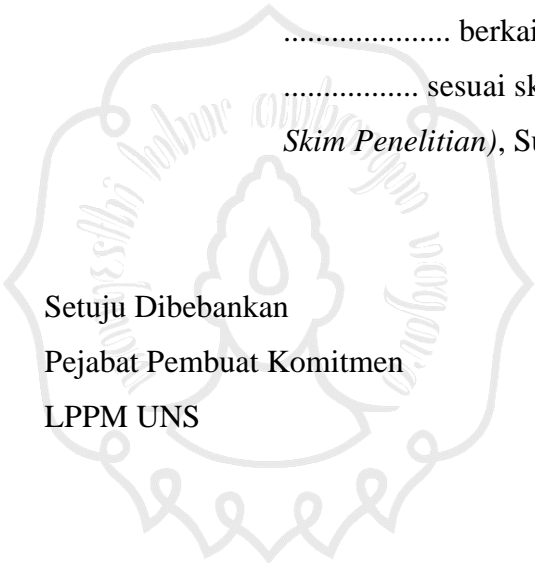 .................... berkai
................ sesuai sk
Skim Penelitian), Su
Setuju Dibebankan
Pejabat Pembuat Komitmen
LPPM UNS